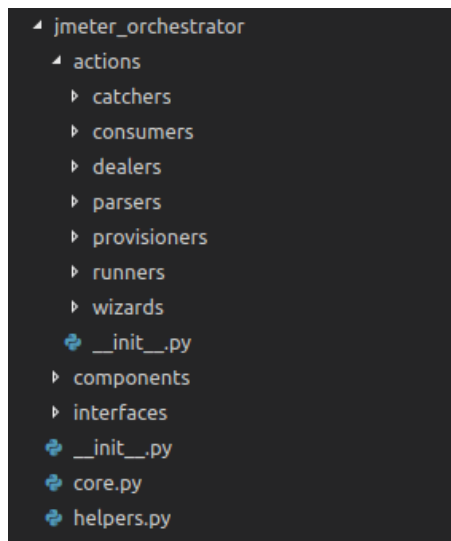 jmeter_orchestrator
actions
catchers
consumers
dealers
parsers
provisioners
runners
wizards
__init__.py
components
interfaces
__init__.py
core.py
helpers.py